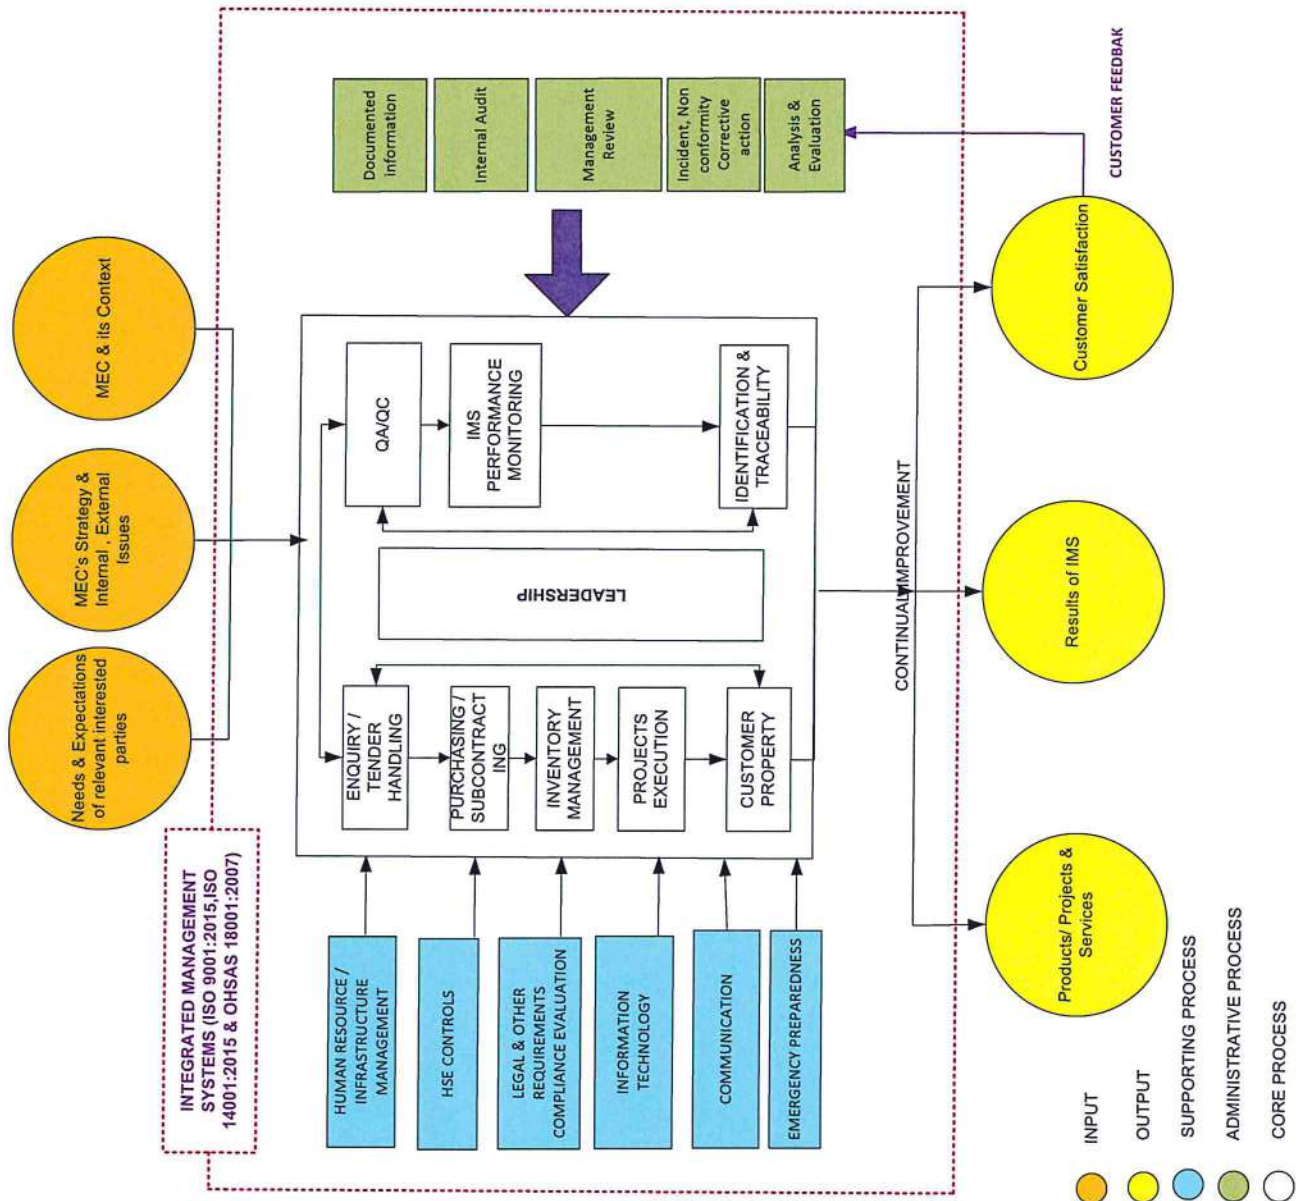 Needs & Expectations
of relevant interested
parties
MEC's Strategy &
Internal , External
Issues
MEC & its Context
INTEGRATED MANAGEMENT
SYSTEMS (ISO 9001:2015,ISO
14001:2015 & OHSAS 18001:2007)
HUMAN RESOURCE /
INFRASTRUCTURE
MANAGEMENT
HSE CONTROLS
LEGAL & OTHER
REQUIREMENTS
COMPLIANCE EVALUATION
INFORMATION
TECHNOLOGY
COMMUNICATION
EMERGENCY PREPAREDNESS
ENQUIRY /
TENDER
HANDLING
PURCHASING /
SUBCONTRACT
ING
INVENTORY
MANAGEMENT
PROJECTS
EXECUTION
CUSTOMER
PROPERTY
LEADERSHIP
QA/QC
IMS
PERFORMANCE
MONITORING
IDENTIFICATION &
TRACEABILITY
Documented
information
Internal Audit
Management
Review
Incident, Non
conformity
Corrective
action
Analysis &
Evaluation
CUSTOMER FEEDBAK
CONTINUAL IMPROVEMENT
Products/ Projects &
Services
Results of IMS
Customer Satisfaction
INPUT
OUTPUT
SUPPORTING PROCESS
ADMINISTRATIVE PROCESS
CORE PROCESS